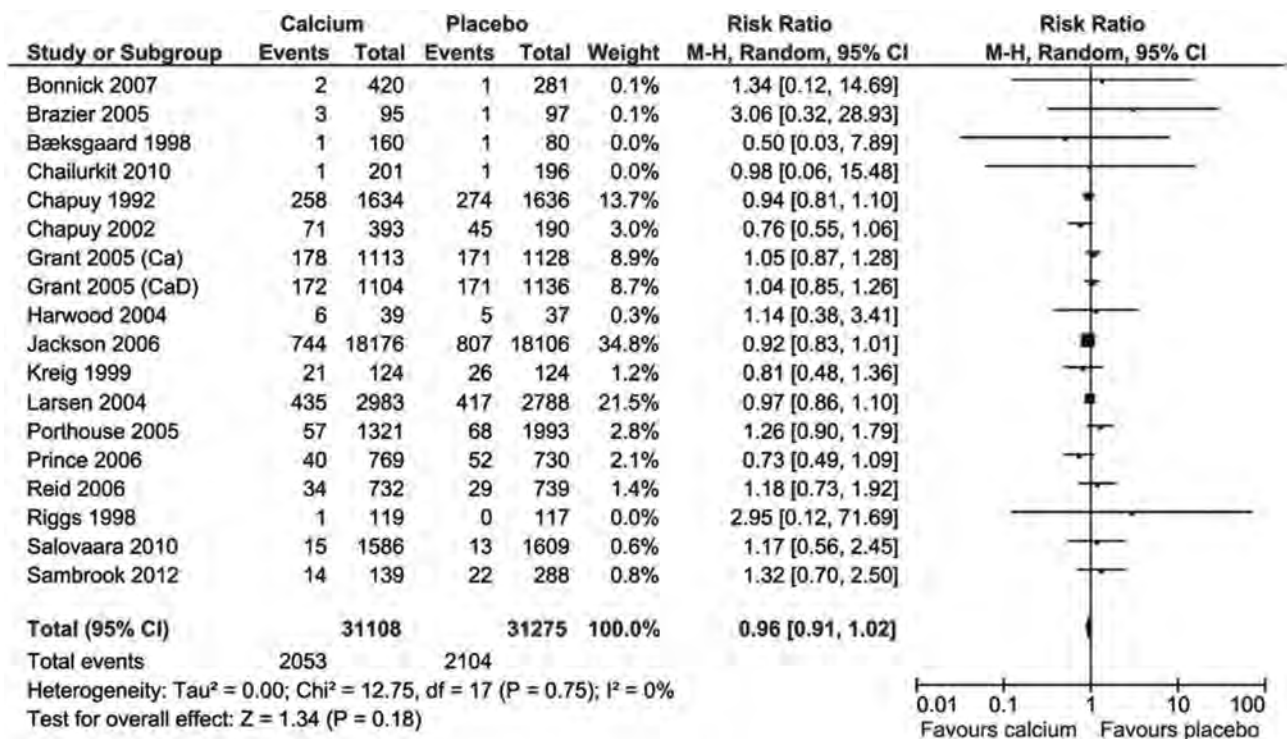 Calcium Placebo Risk Ratio Risk Ratio
Study or Subgroup Events Total Events Total Weight M-H, Random, 95% CI M-H, Random, 95% CI
Bonnick 2007 2 420 1 281 0.1% 1.34 [0.12, 14.69]
Brazier 2005 3 95 1 97 0.1% 3.06 [0.32, 28.93]
Bæksgaard 1998 1 160 1 80 0.0% 0.50 [0.03, 7.89]
Chailurkit 2010 1 201 1 196 0.0% 0.98 [0.06, 15.48]
Chapuy 1992 258 1634 274 1636 13.7% 0.94 [0.81, 1.10]
Chapuy 2002 71 393 45 190 3.0% 0.76 [0.55, 1.06]
Grant 2005 (Ca) 178 1113 171 1128 8.9% 1.05 [0.87, 1.28]
Grant 2005 (CaD) 172 1104 171 1136 8.7% 1.04 [0.85, 1.26]
Harwood 2004 6 39 5 37 0.3% 1.14 [0.38, 3.41]
Jackson 2006 744 18176 807 18106 34.8% 0.92 [0.83, 1.01]
Kreig 1999 21 124 26 124 1.2% 0.81 [0.48, 1.36]
Larsen 2004 435 2983 417 2788 21.5% 0.97 [0.86, 1.10]
Porthouse 2005 57 1321 68 1993 2.8% 1.26 [0.90, 1.79]
Prince 2006 40 769 52 730 2.1% 0.73 [0.49, 1.09]
Reid 2006 34 732 29 739 1.4% 1.18 [0.73, 1.92]
Riggs 1998 1 119 0 117 0.0% 2.95 [0.12, 71.69]
Salovaara 2010 15 1586 13 1609 0.6% 1.17 [0.56, 2.45]
Sambrook 2012 14 139 22 288 0.8% 1.32 [0.70, 2.50]
Total (95% CI) 31108 31275 100.0% 0.96 [0.91, 1.02]
Total events 2053 2104
Heterogeneity: Tau² = 0.00; Chi² = 12.75, df = 17 (P = 0.75); I² = 0%
Test for overall effect: Z = 1.34 (P = 0.18)
0.01 0.1 1 10 100
Favours calcium Favours placebo